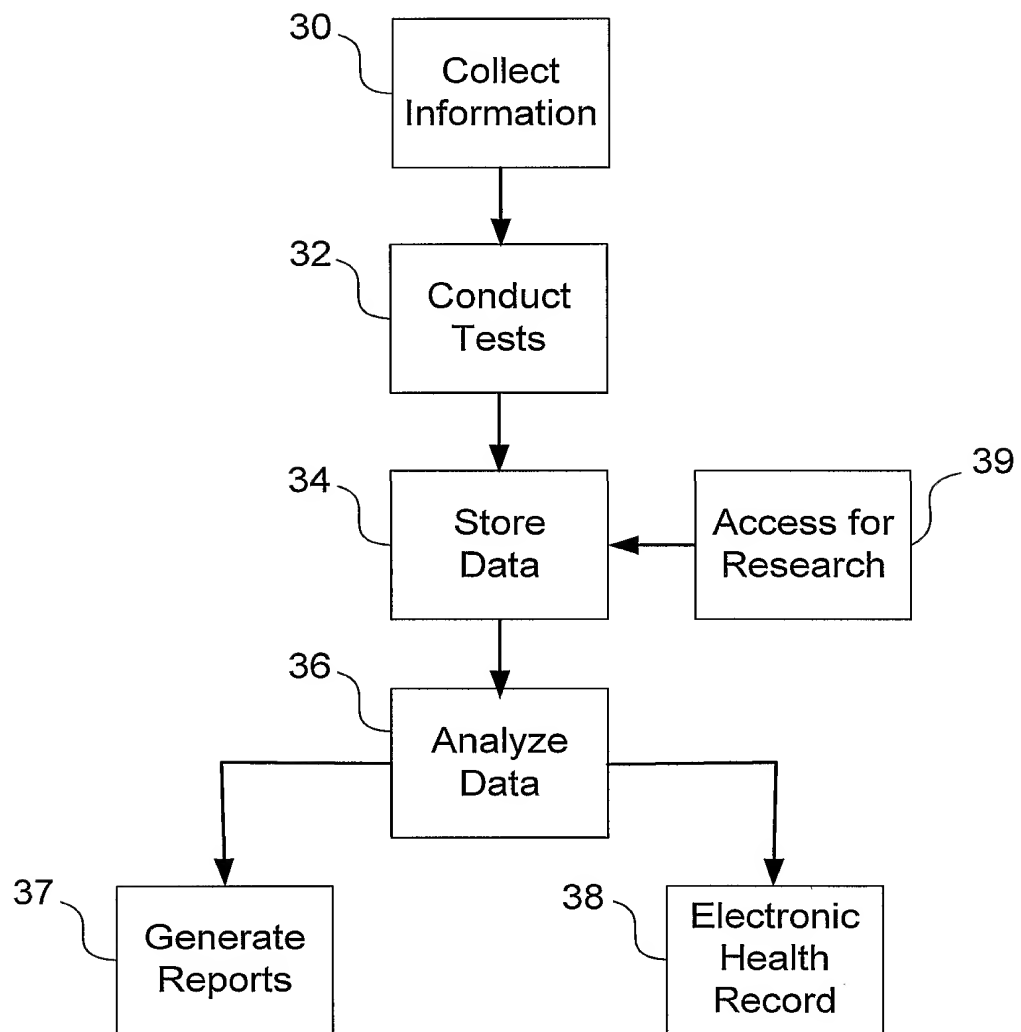 30
Collect
Information
32
Conduct
Tests
34
Store
Data
39
Access for
Research
36
Analyze
Data
37
Generate
Reports
38
Electronic
Health
Record